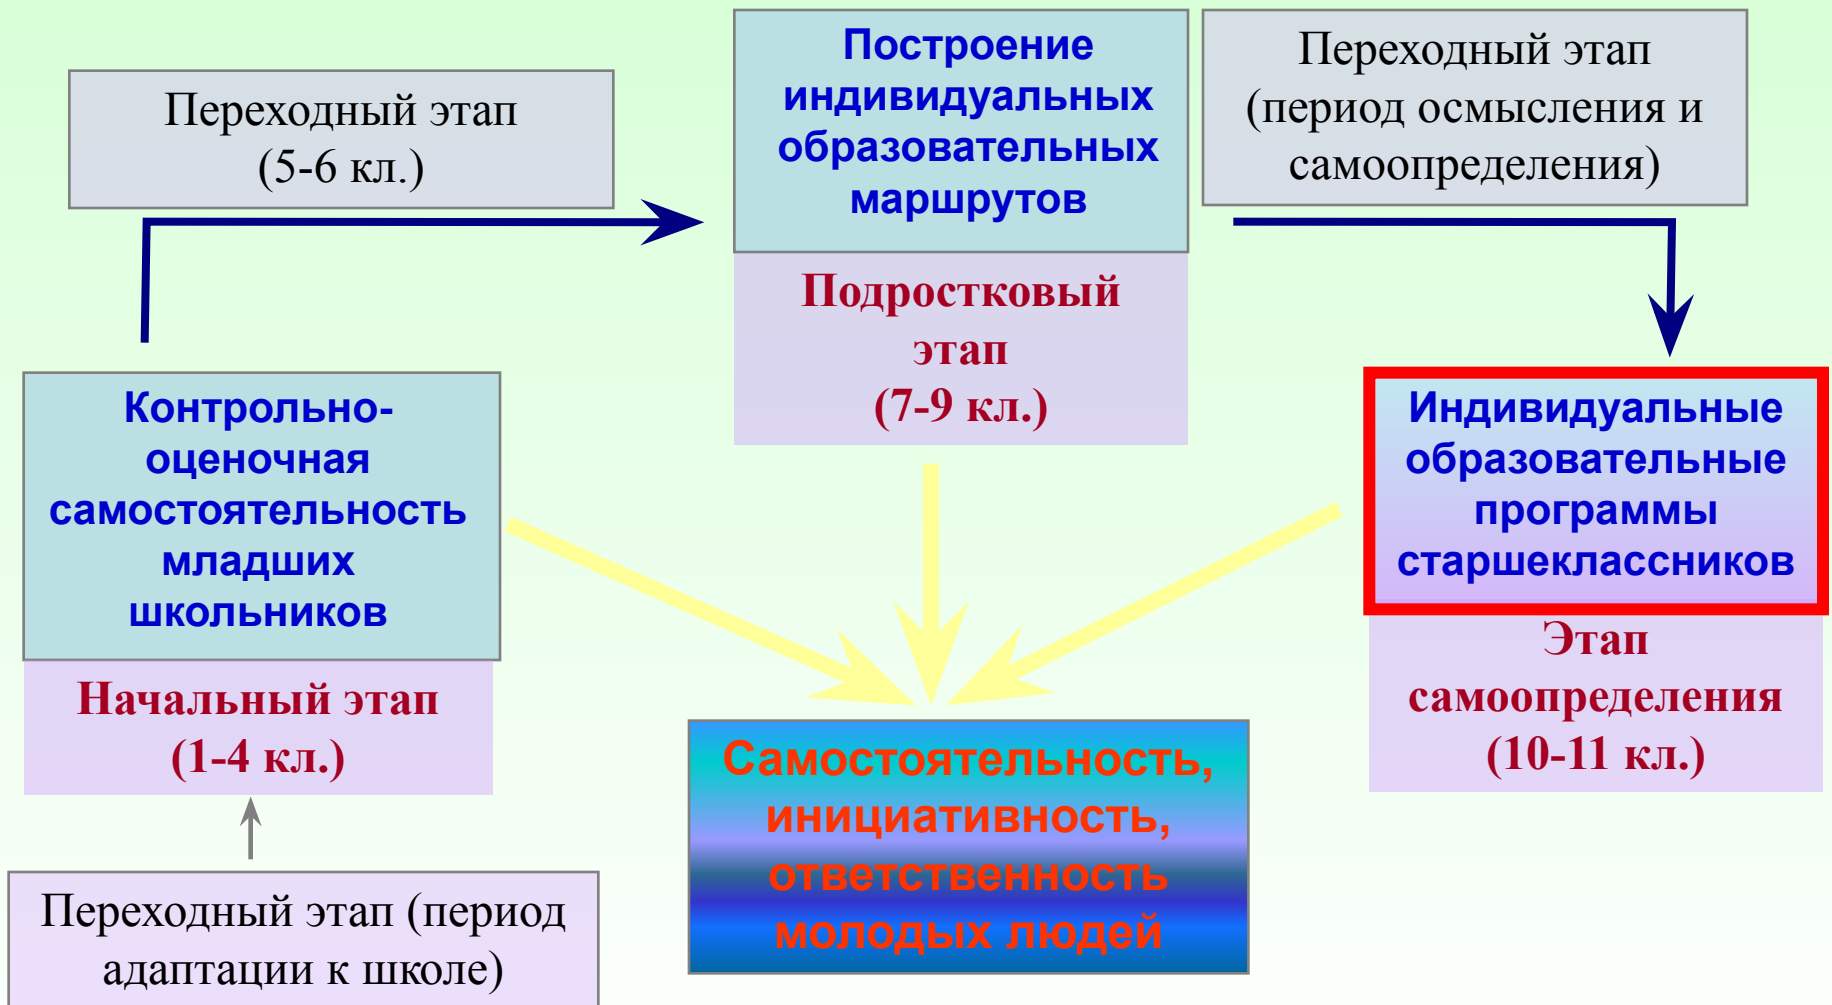 Переходный этап
(5-6 кл.)
Построение
индивидуальных
образовательных
маршрутов
Подростковый
этап
(7-9 кл.)
Переходный этап
(период осмысления и
самоопределения)
Контрольно-
оценочная
самостоятельность
младших
школьников
Начальный этап
(1-4 кл.)
Индивидуальные
образовательные
программы
старшеклассников
Этап
самоопределения
(10-11 кл.)
Самостоятельность,
инициативность,
ответственность
молодых людей
Переходный этап (период
адаптации к школе)